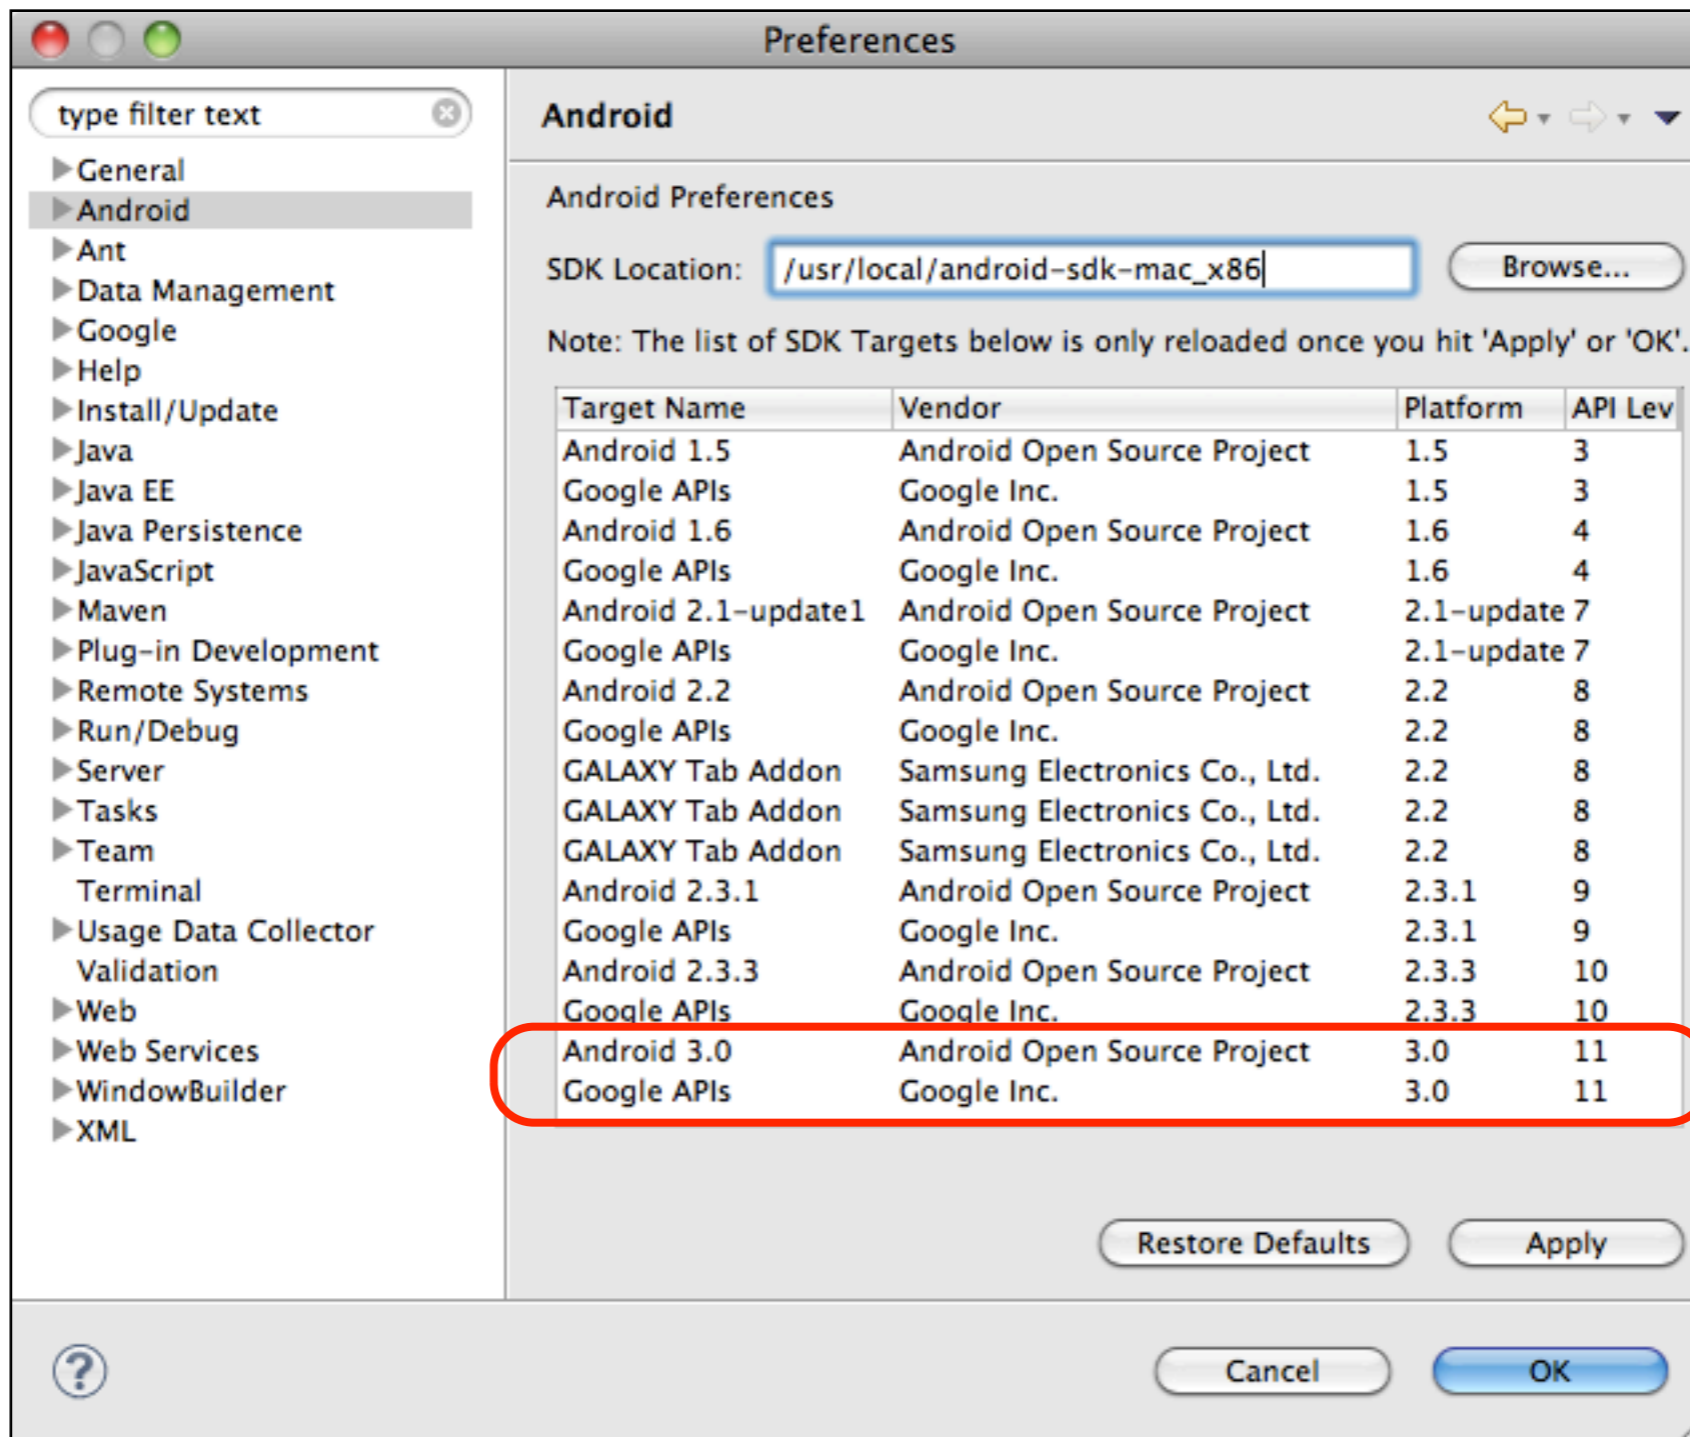 Preferences
type filter text
General
Android
Ant
Data Management
Google
Help
Install/Update
Java
Java EE
Java Persistence
JavaScript
Maven
Plug-in Development
Remote Systems
Run/Debug
Server
Tasks
Team
Terminal
Usage Data Collector
Validation
Web
Web Services
WindowBuilder
XML
Android
Android Preferences
SDK Location: /usr/local/android-sdk-mac_x86 Browse...
Note: The list of SDK Targets below is only reloaded once you hit 'Apply' or 'OK'.
Target Name Vendor Platform API Lev
Android 1.5 Android Open Source Project 1.5 3
Google APIs Google Inc. 1.5 3
Android 1.6 Android Open Source Project 1.6 4
Google APIs Google Inc. 1.6 4
Android 2.1-update1 Android Open Source Project 2.1-update 7
Google APIs Google Inc. 2.1-update 7
Android 2.2 Android Open Source Project 2.2 8
Google APIs Google Inc. 2.2 8
GALAXY Tab Addon Samsung Electronics Co., Ltd. 2.2 8
GALAXY Tab Addon Samsung Electronics Co., Ltd. 2.2 8
GALAXY Tab Addon Samsung Electronics Co., Ltd. 2.2 8
Android 2.3.1 Android Open Source Project 2.3.1 9
Google APIs Google Inc. 2.3.1 9
Android 2.3.3 Android Open Source Project 2.3.3 10
Google APIs Google Inc. 2.3.3 10
Android 3.0 Android Open Source Project 3.0 11
Google APIs Google Inc. 3.0 11
Restore Defaults Apply
? Cancel OK